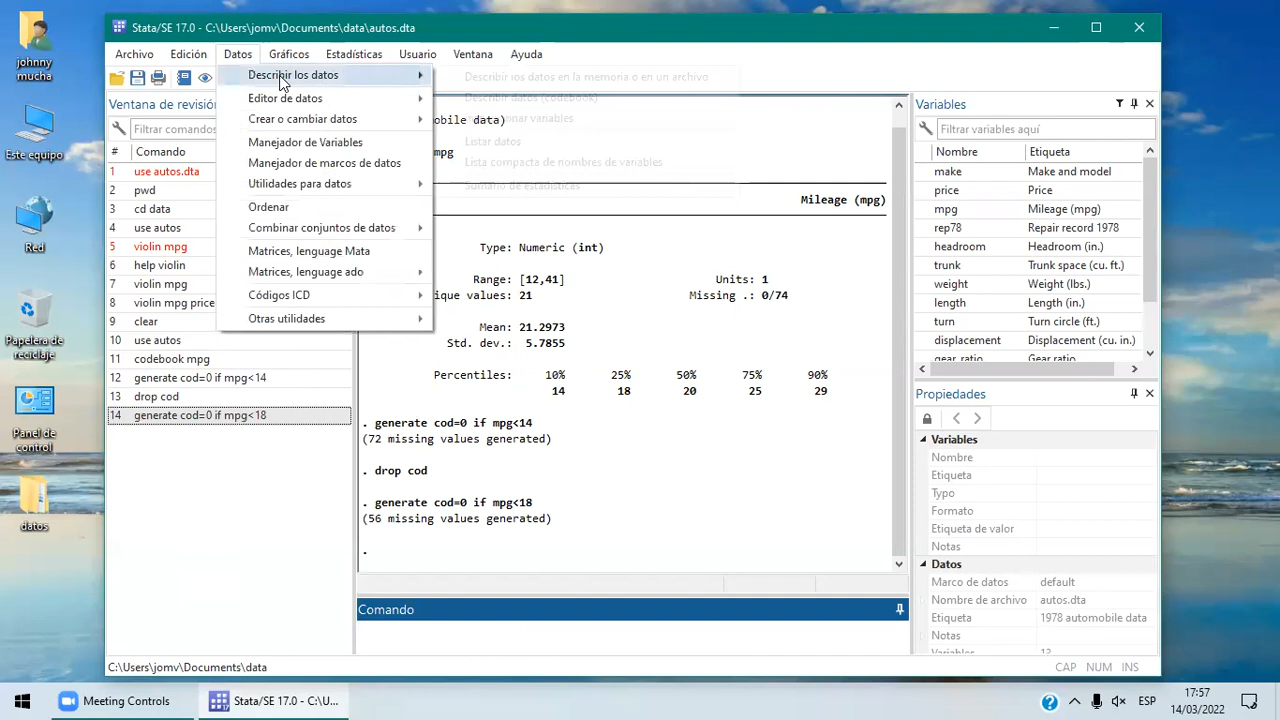 johnny
mucha
Este equipo
Red
Papelera de
reciclaje
Panel de
control
datos
Stata/SE 17.0 - C:\Users\jomv\Documents\data\autos.dta
Archivo Edición Datos Gráficos Estadísticas Usuario Ventana Ayuda
Describir los datos
Editor de datos
Crear o cambiar datos
Manejador de Variables
Manejador de marcos de datos
Utilidades para datos
Ordenar
Combinar conjuntos de datos
Matrices, lenguage Mata
Matrices, lenguage ado
Códigos ICD
Otras utilidades
Describir los datos en la memoria o en un archivo
Describir datos (codebook)
variables
Listar datos
Lista compacta de nombres de variables
Sumario de estadísticas
Ventana de revisión
Filtrar comandos
# Comando
1 use autos.dta
2 pwd
3 cd data
4 use autos
5 violin mpg
6 help violin
7 violin mpg
8 violin mpg price
9 clear
10 use autos
11 codebook mpg
12 generate cod=0 if mpg<14
13 drop cod
14 generate cod=0 if mpg<18
bile data)
mpg
Mileage (mpg)
Type: Numeric (int)
Range: [12,41] Units: 1
ique values: 21 Missing .: 0/74
Mean: 21.2973
Std. dev.: 5.7855
Percentiles: 10% 25% 50% 75% 90%
14 18 20 25 29
. generate cod=0 if mpg<14
(72 missing values generated)
. drop cod
. generate cod=0 if mpg<18
(56 missing values generated)
.
Comando
Variables
Filtrar variables aquí
Nombre Etiqueta
make Make and model
price Price
mpg Mileage (mpg)
rep78 Repair record 1978
headroom Headroom (in.)
trunk Trunk space (cu. ft.)
weight Weight (lbs.)
length Length (in.)
turn Turn circle (ft.)
displacement Displacement (cu. in.)
gear_ratio Gear ratio
Propiedades
Variables
Nombre
Etiqueta
Typo
Formato
Etiqueta de valor
Notas
Datos
Marco de datos default
Nombre de archivo autos.dta
Etiqueta 1978 automobile data
Notas
Variables 13
C:\Users\jomv\Documents\data
CAP NUM INS
Meeting Controls
Stata/SE 17.0 - C:\U...
ESP
17:57
14/03/2022